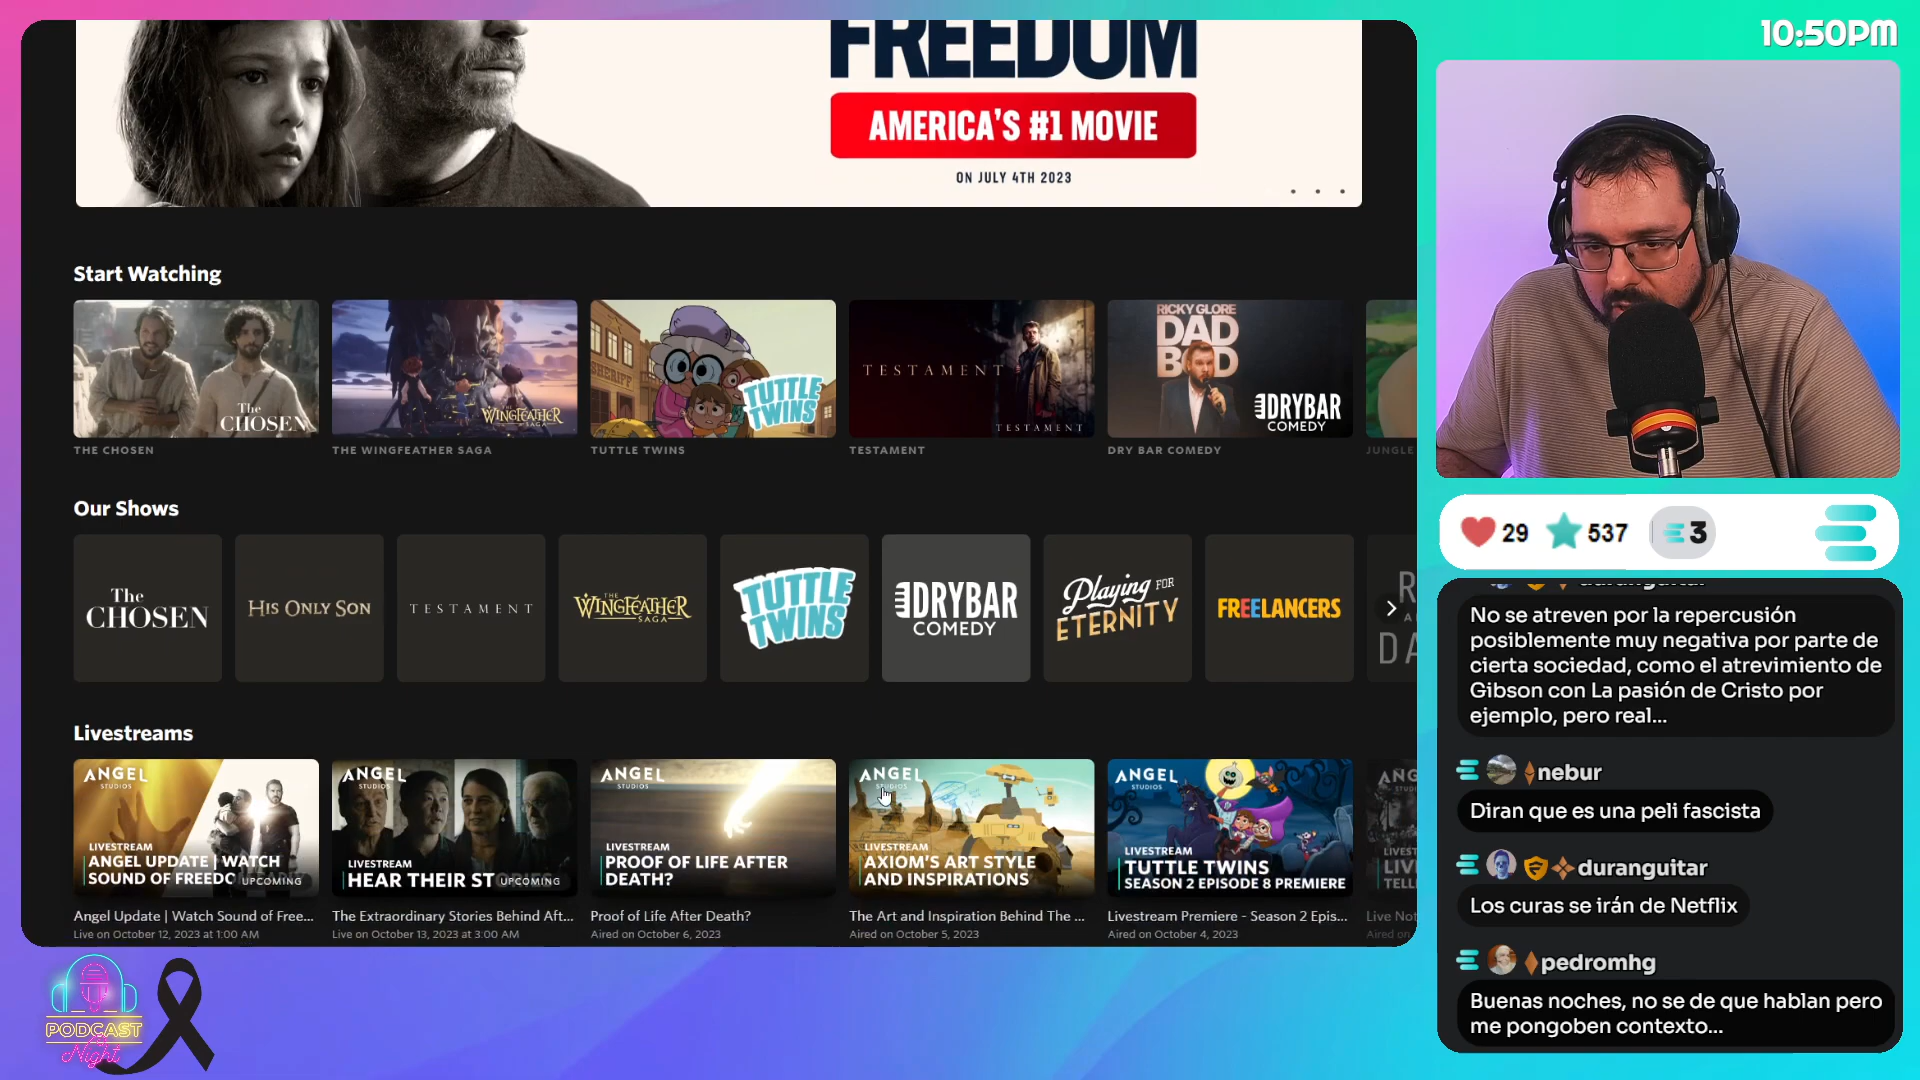 10:50PM
FREEDOM
AMERICA'S #1 MOVIE
ON JULY 4TH 2023
Start Watching
The CHOSEN
THE WINGFEATHER SAGA
TUTTLE TWINS
SHERIFF
TESTAMENT
TESTAMENT
RICKY GLORE
DAD BOD
DRYBAR COMEDY
THE CHOSEN
THE WINGFEATHER SAGA
TUTTLE TWINS
TESTAMENT
DRY BAR COMEDY
JUNGLE
Our Shows
The CHOSEN
HIS ONLY SON
TESTAMENT
THE WINGFEATHER SAGA
TUTTLE TWINS
DRYBAR COMEDY
Playing FOR ETERNITY
FREELANCERS
Livestreams
ANGEL STUDIOS
LIVESTREAM
ANGEL UPDATE | WATCH
SOUND OF FREEDO
UPCOMING
ANGEL STUDIOS
LIVESTREAM
HEAR THEIR ST
UPCOMING
ANGEL STUDIOS
LIVESTREAM
PROOF OF LIFE AFTER
DEATH?
ANGEL STUDIOS
LIVESTREAM
AXIOM'S ART STYLE
AND INSPIRATIONS
ANGEL STUDIOS
LIVESTREAM
TUTTLE TWINS
SEASON 2 EPISODE 8 PREMIERE
Angel Update | Watch Sound of Free...
Live on October 12, 2023 at 1:00 AM
The Extraordinary Stories Behind Aft...
Live on October 13, 2023 at 3:00 AM
Proof of Life After Death?
Aired on October 6, 2023
The Art and Inspiration Behind The ...
Aired on October 5, 2023
Livestream Premiere - Season 2 Epis...
Aired on October 4, 2023
Live Not
Aired on
29
537
3
duranguitar
No se atreven por la repercusión
posiblemente muy negativa por parte de
cierta sociedad, como el atrevimiento de
Gibson con La pasión de Cristo por
ejemplo, pero real...
nebur
Diran que es una peli fascista
duranguitar
Los curas se irán de Netflix
pedromhg
Buenas noches, no se de que hablan pero
me pongoben contexto...
PODCAST
Night